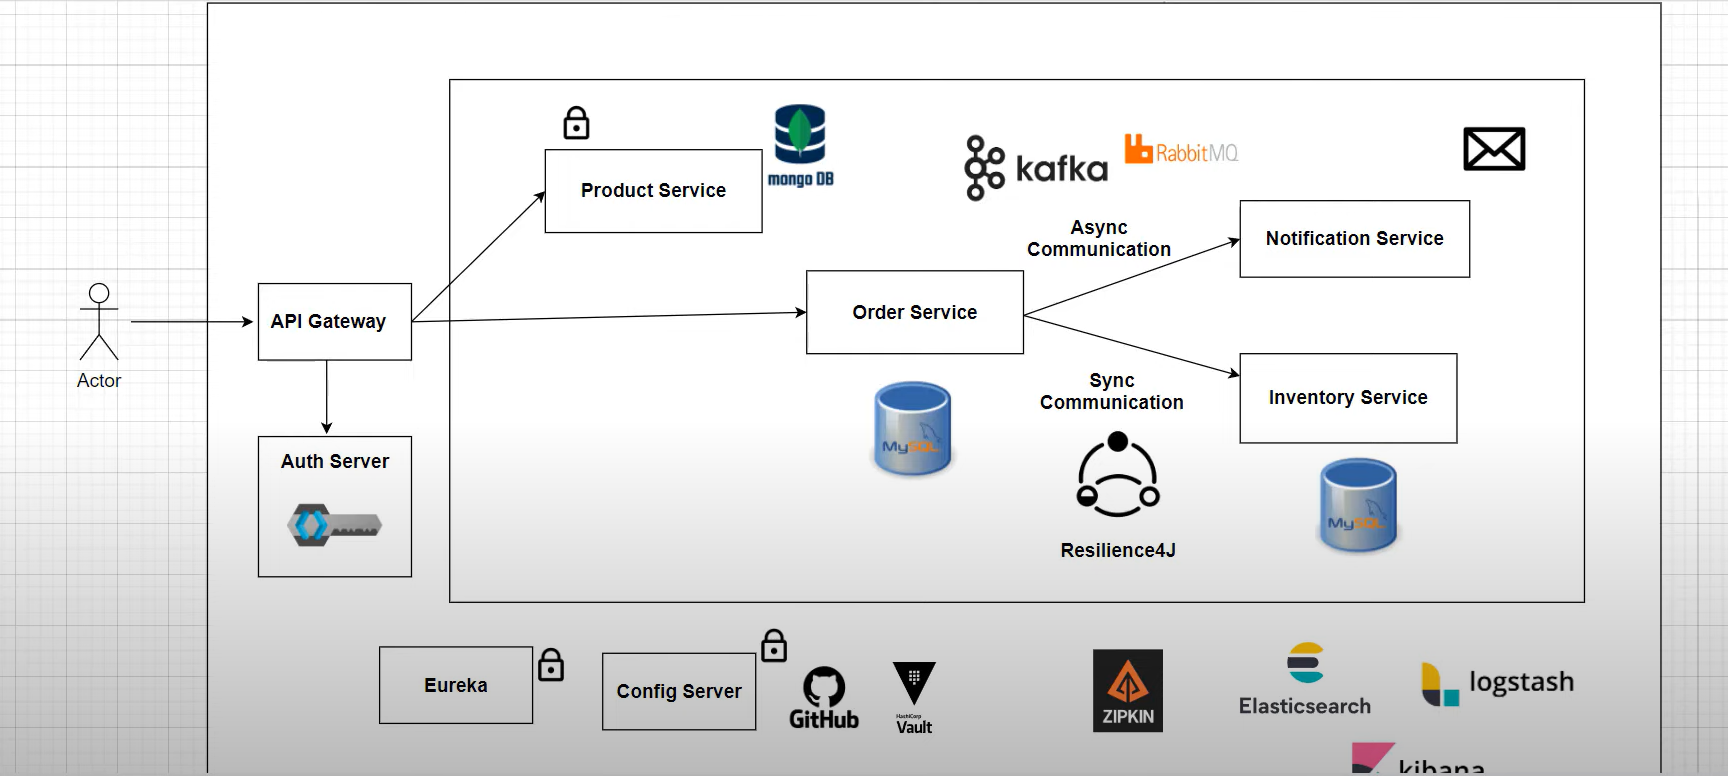 mongo DB
Product Service
kafka
RabbitMQ
Async
Communication
Notification Service
API Gateway
Order Service
Actor
Sync
Communication
Inventory Service
MySQL
Auth Server
MySQL
Resilience4J
Eureka
Config Server
GitHub
HashiCorp
Vault
ZIPKIN
Elasticsearch
logstash
kibana